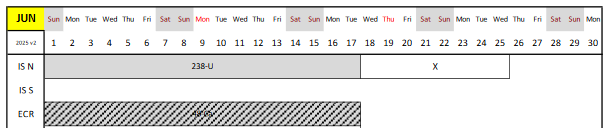 JUN Sun Mon Tue Wed Thu Fri Sat Sun Mon Tue Wed Thu Fri Sat Sun Mon Tue Wed Thu Fri Sat Sun Mon Tue Wed Thu Fri Sat Sun Mon
2025 v2 1 2 3 4 5 6 7 8 9 10 11 12 13 14 15 16 17 18 19 20 21 22 23 24 25 26 27 28 29 30
IS N 238-U X
IS S
ECR 48-Ca